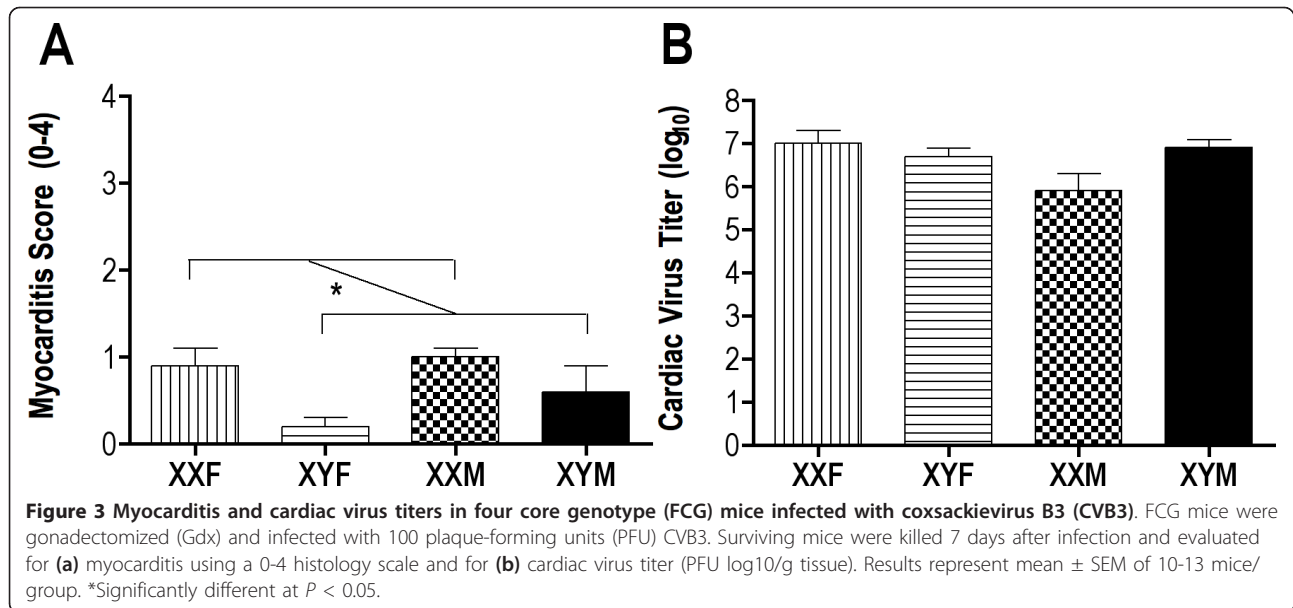 A
B
Myocarditis Score (0-4)
4
3
2
1
0
*
XXF XYF XXM XYM
Cardiac Virus Titer (log10)
8
7
6
5
4
3
2
1
0
XXF XYF XXM XYM
Figure 3 Myocarditis and cardiac virus titers in four core genotype (FCG) mice infected with coxsackievirus B3 (CVB3). FCG mice were
gonadectomized (Gdx) and infected with 100 plaque-forming units (PFU) CVB3. Surviving mice were killed 7 days after infection and evaluated
for (a) myocarditis using a 0-4 histology scale and for (b) cardiac virus titer (PFU log10/g tissue). Results represent mean ± SEM of 10-13 mice/
group. *Significantly different at P < 0.05.